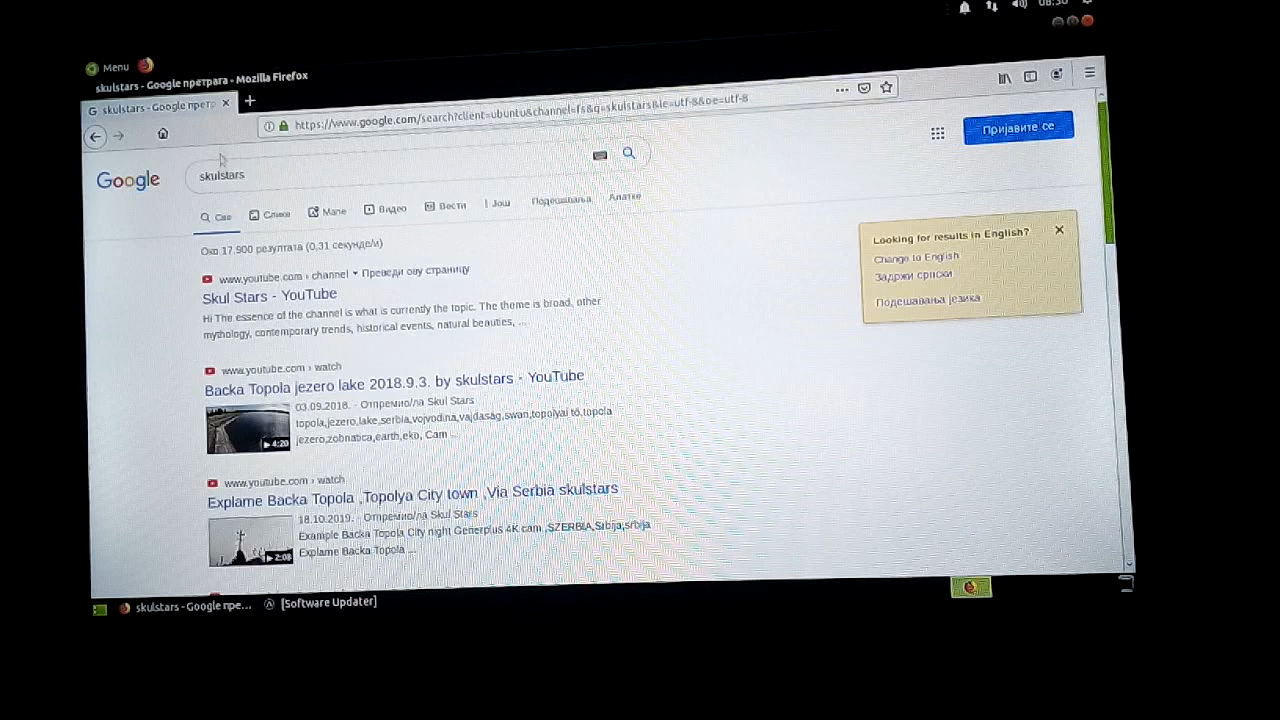 Menu
skulstars - Google претрага - Mozilla Firefox
G skulstars - Google претр
https://www.google.com/search?client=ubuntu&channel=fs&q=skulstars&ie=utf-8&oe=utf-8
Google
skulstars
Пријавите се
Све Слике Мапе Видео Вести Још Подешавања Алатке
Око 17.900 резултата (0,31 секунде/и)
Looking for results in English?
Change to English
Задржи српски
Подешавања језика
www.youtube.com › channel Преведи ову страницу
Skul Stars - YouTube
Hi The essence of the channel is what is currently the topic. The theme is broad, other
mythology, contemporary trends, historical events, natural beauties, ...
www.youtube.com › watch
Backa Topola jezero lake 2018.9.3. by skulstars - YouTube
03.09.2018. - Отпремио/ла Skul Stars
topola,jezero,lake,serbia,vojvodina,vajdaság,swan,topolyai tó,topola
jezero,zobnatica,earth,eko, Cam ...
4:20
www.youtube.com › watch
Explame Backa Topola ,Topolya City town ,Via Serbia skulstars
18.10.2019. - Отпремио/ла Skul Stars
Example Backa Topola City night Generplus 4K cam ,SZERBIA,Srbija,srbija
Explame Backa Topola ...
2:08
skulstars - Google пре...
[Software Updater]